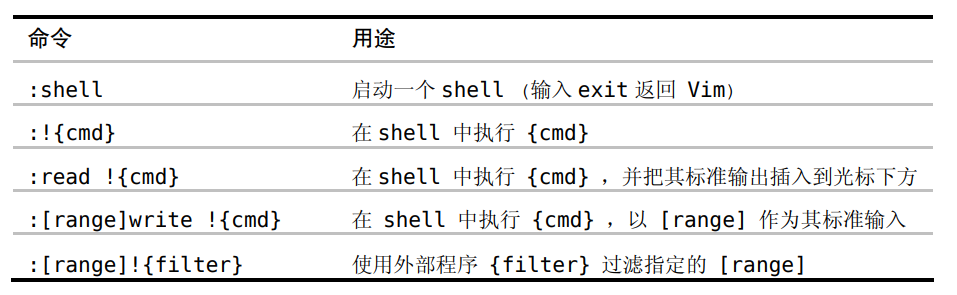 命令 用途
:shell 启动一个 shell (输入 exit 返回 Vim)
:!{cmd} 在 shell 中执行 {cmd}
:read !{cmd} 在 shell 中执行 {cmd} ，并把其标准输出插入到光标下方
:[range]write !{cmd} 在 shell 中执行 {cmd} ，以 [range] 作为其标准输入
:[range]!{filter} 使用外部程序 {filter} 过滤指定的 [range]